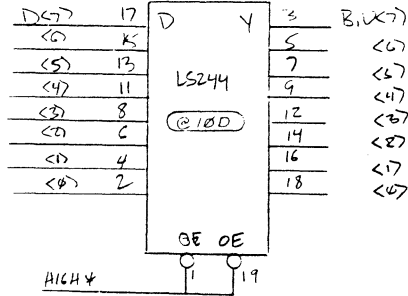 D<7> 17 D Y 3 B.U<7>
<6> 15 5 <6>
<5> 13 7 <5>
<4> 11 LS244 9 <4>
<3> 8 @10D 12 <3>
<2> 6 14 <2>
<1> 4 16 <1>
<0> 2 18 <0>
OE OE
1 19
HIGH*